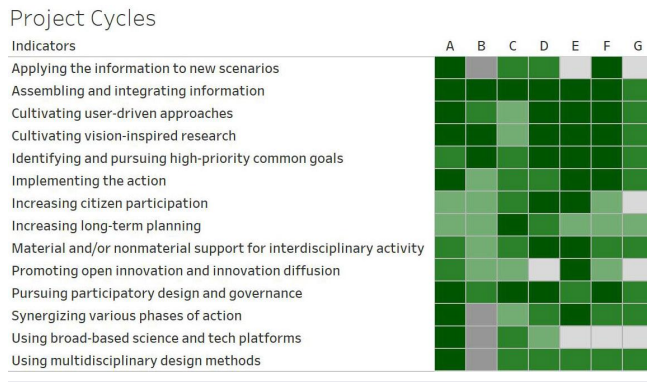 Project Cycles
Indicators A B C D E F G
Applying the information to new scenarios
Assembling and integrating information
Cultivating user-driven approaches
Cultivating vision-inspired research
Identifying and pursuing high-priority common goals
Implementing the action
Increasing citizen participation
Increasing long-term planning
Material and/or nonmaterial support for interdisciplinary activity
Promoting open innovation and innovation diffusion
Pursuing participatory design and governance
Synergizing various phases of action
Using broad-based science and tech platforms
Using multidisciplinary design methods